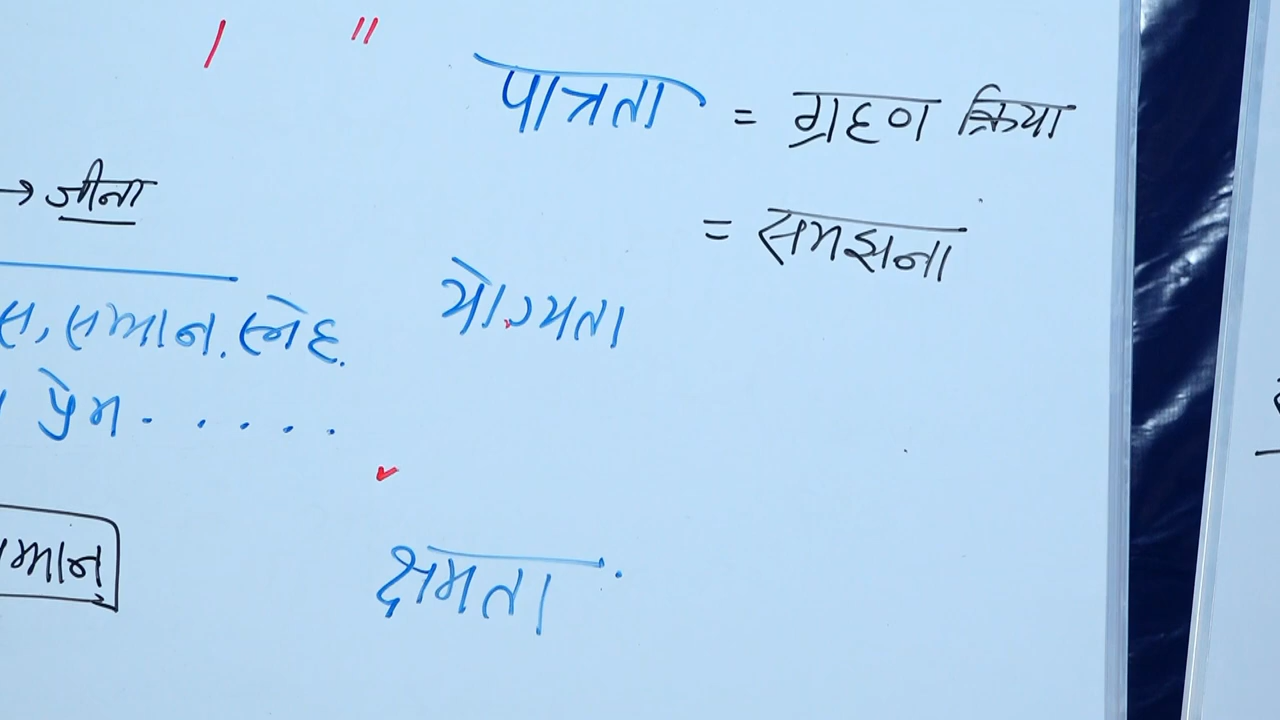 पात्रता = ग्रहण क्रिया
→ जीना
= समझना
स, सम्मान. स्नेह.
योग्यता
प्रेम. . . . . .
क्षमता.
म्मान